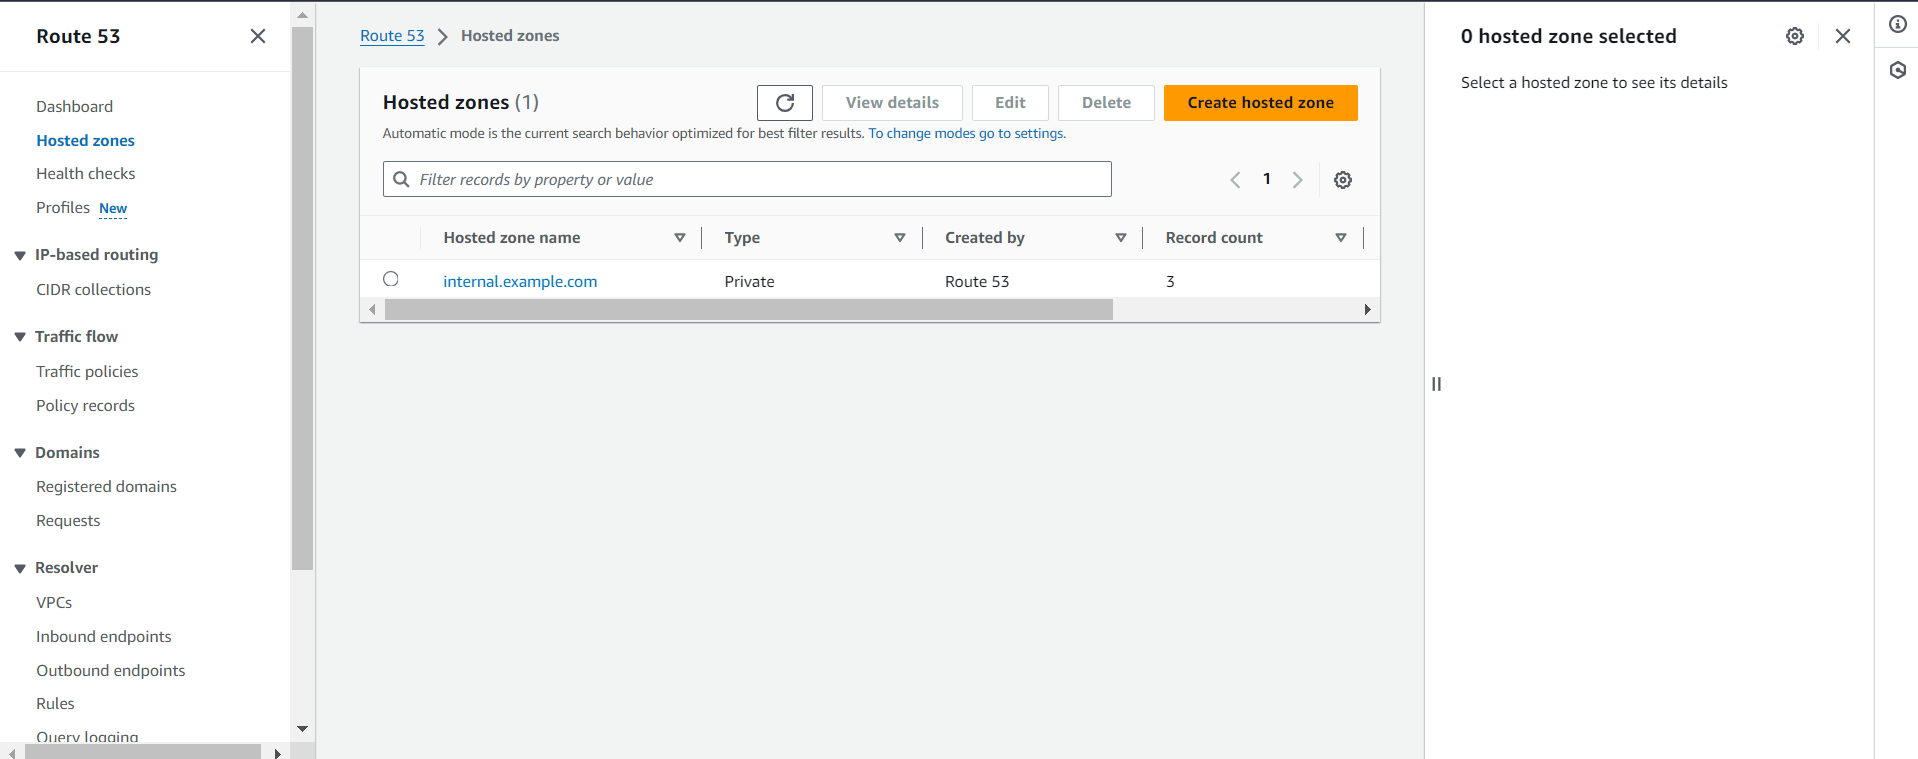 Route 53
Dashboard
Hosted zones
Health checks
Profiles New
IP-based routing
CIDR collections
Traffic flow
Traffic policies
Policy records
Domains
Registered domains
Requests
Resolver
VPCs
Inbound endpoints
Outbound endpoints
Rules
Query logging
Route 53 > Hosted zones
Hosted zones (1)
View details
Edit
Delete
Create hosted zone
Automatic mode is the current search behavior optimized for best filter results. To change modes go to settings.
Filter records by property or value
1
Hosted zone name Type Created by Record count
internal.example.com Private Route 53 3
0 hosted zone selected
Select a hosted zone to see its details